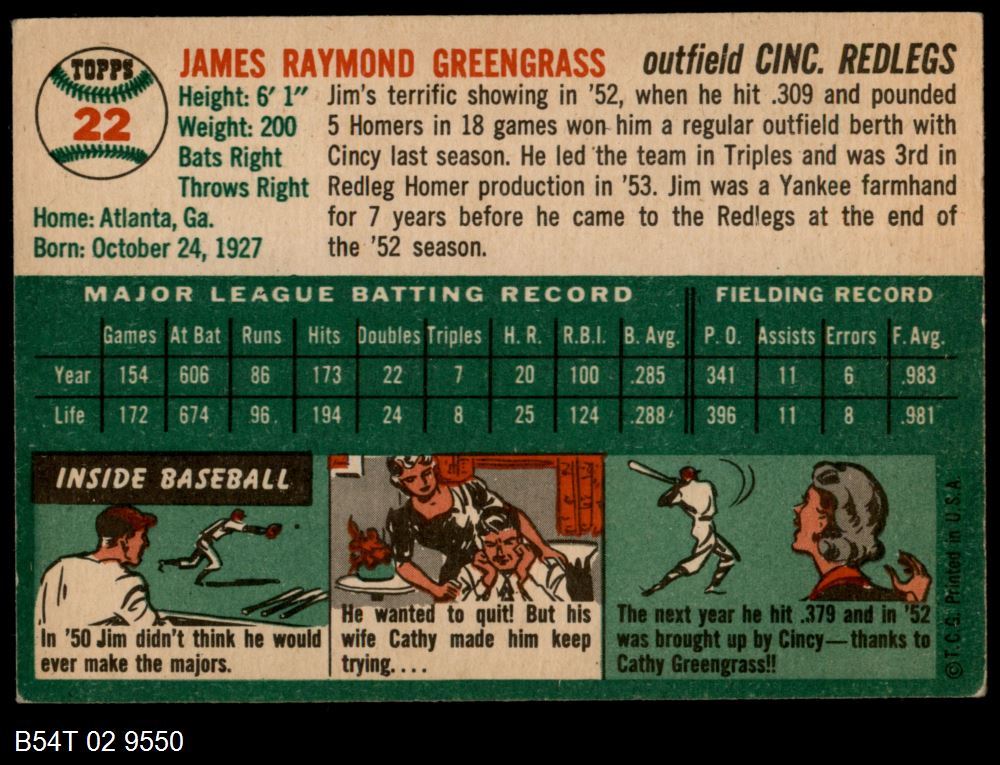 TOPPS
22
JAMES RAYMOND GREENGRASS outfield CINC. REDLEGS
Height: 6' 1"
Weight: 200
Bats Right
Throws Right
Home: Atlanta, Ga.
Born: October 24, 1927
Jim's terrific showing in '52, when he hit .309 and pounded
5 Homers in 18 games won him a regular outfield berth with
Cincy last season. He led the team in Triples and was 3rd in
Redleg Homer production in '53. Jim was a Yankee farmhand
for 7 years before he came to the Redlegs at the end of
the '52 season.
MAJOR LEAGUE BATTING RECORD FIELDING RECORD
Games At Bat Runs Hits Doubles Triples H. R. R.B.I. B. Avg. P. O. Assists Errors F. Avg.
Year 154 606 86 173 22 7 20 100 .285 341 11 6 .983
Life 172 674 96 194 24 8 25 124 .288 396 11 8 .981
INSIDE BASEBALL
In '50 Jim didn't think he would
ever make the majors.
He wanted to quit! But his
wife Cathy made him keep
trying....
The next year he hit .379 and in '52
was brought up by Cincy—thanks to
Cathy Greengrass!!
© T.C.G. Printed in U.S.A.
B54T 02 9550